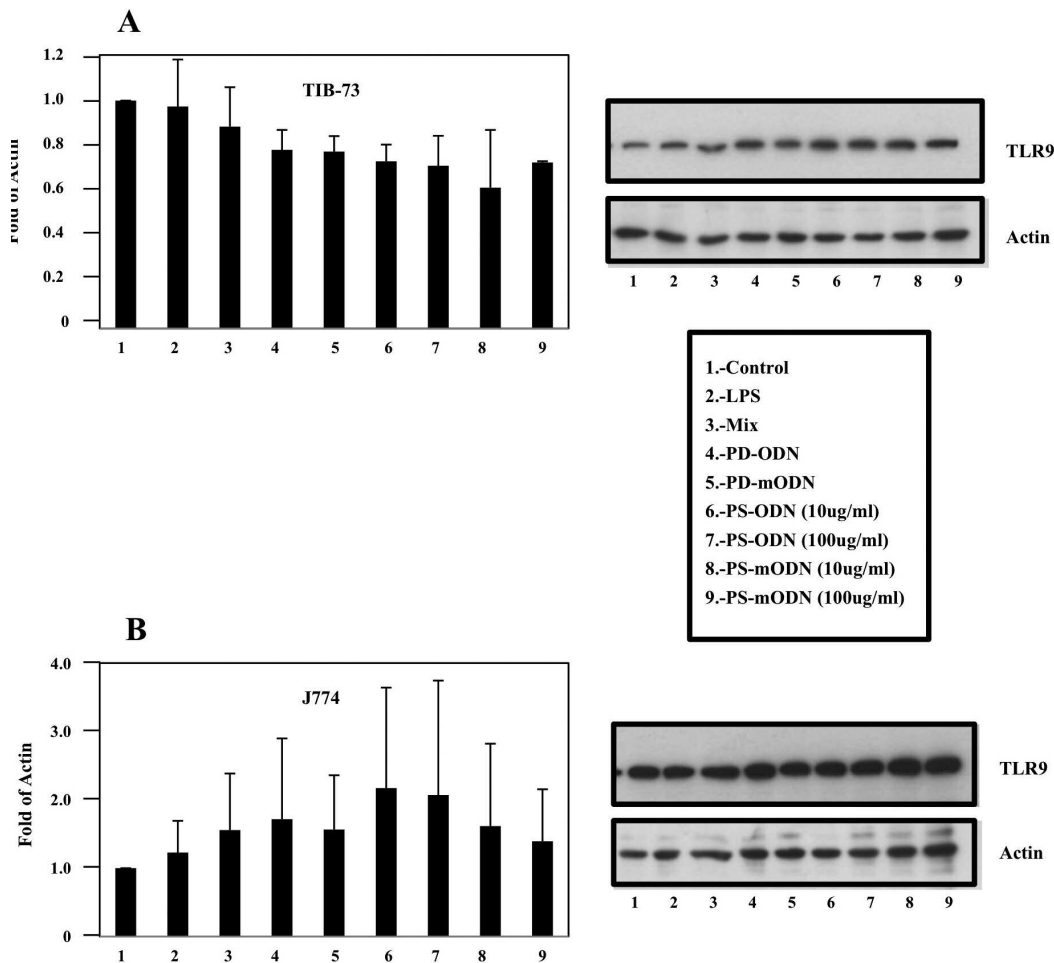 A
1.2
1.0
0.8
0.6
0.4
0.2
0
Fold of Actin
TIB-73
1 2 3 4 5 6 7 8 9
TLR9
Actin
1 2 3 4 5 6 7 8 9
1.-Control
2.-LPS
3.-Mix
4.-PD-ODN
5.-PD-mODN
6.-PS-ODN (10ug/ml)
7.-PS-ODN (100ug/ml)
8.-PS-mODN (10ug/ml)
9.-PS-mODN (100ug/ml)
B
4.0
3.0
2.0
1.0
0
Fold of Actin
J774
1 2 3 4 5 6 7 8 9
TLR9
Actin
1 2 3 4 5 6 7 8 9